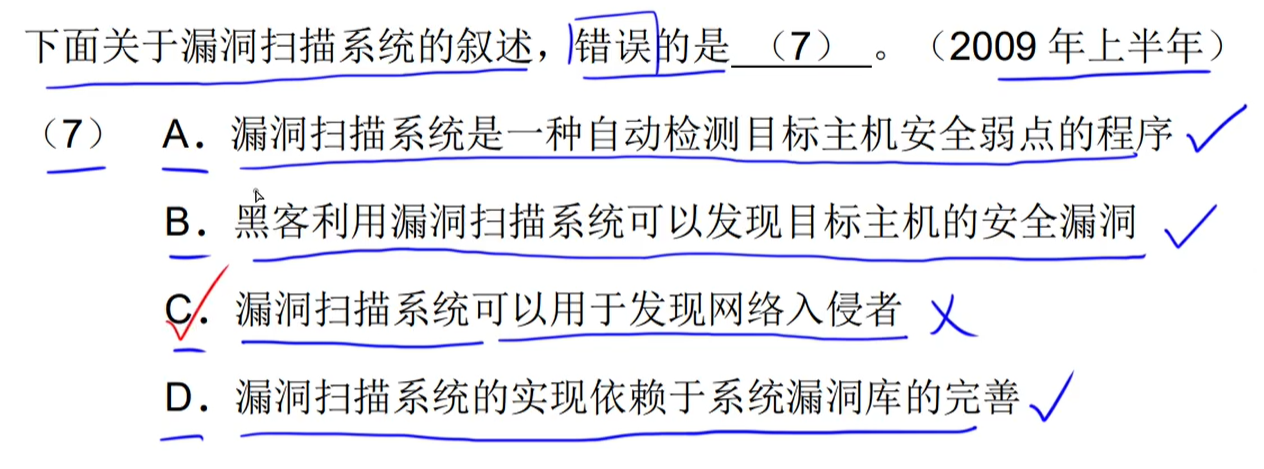 下面关于漏洞扫描系统的叙述，错误的是 （7） 。（2009 年上半年）
（7） A． 漏洞扫描系统是一种自动检测目标主机安全弱点的程序
B． 黑客利用漏洞扫描系统可以发现目标主机的安全漏洞
C． 漏洞扫描系统可以用于发现网络入侵者
D． 漏洞扫描系统的实现依赖于系统漏洞库的完善